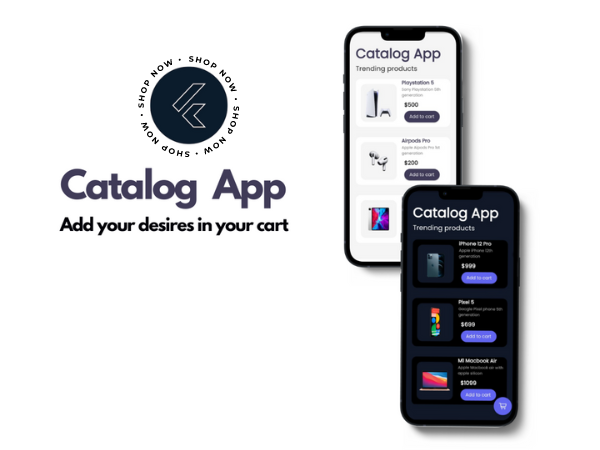 SHOP NOW • SHOP NOW • SHOP NOW • SHOP NOW •
Catalog App
Add your desires in your cart
Catalog App
Trending products
Playstation 5
Sony Playstation 5th
generation
$500
Add to cart
Airpods Pro
Apple Airpods Pro 1st
generation
$200
Add to cart
Catalog App
Trending products
iPhone 12 Pro
Apple iPhone 12th
generation
$999
Add to cart
Pixel 5
Google Pixel phone 5th
generation
$699
Add to cart
M1 Macbook Air
Apple Macbook air with
apple silicon
$1099
Add to cart